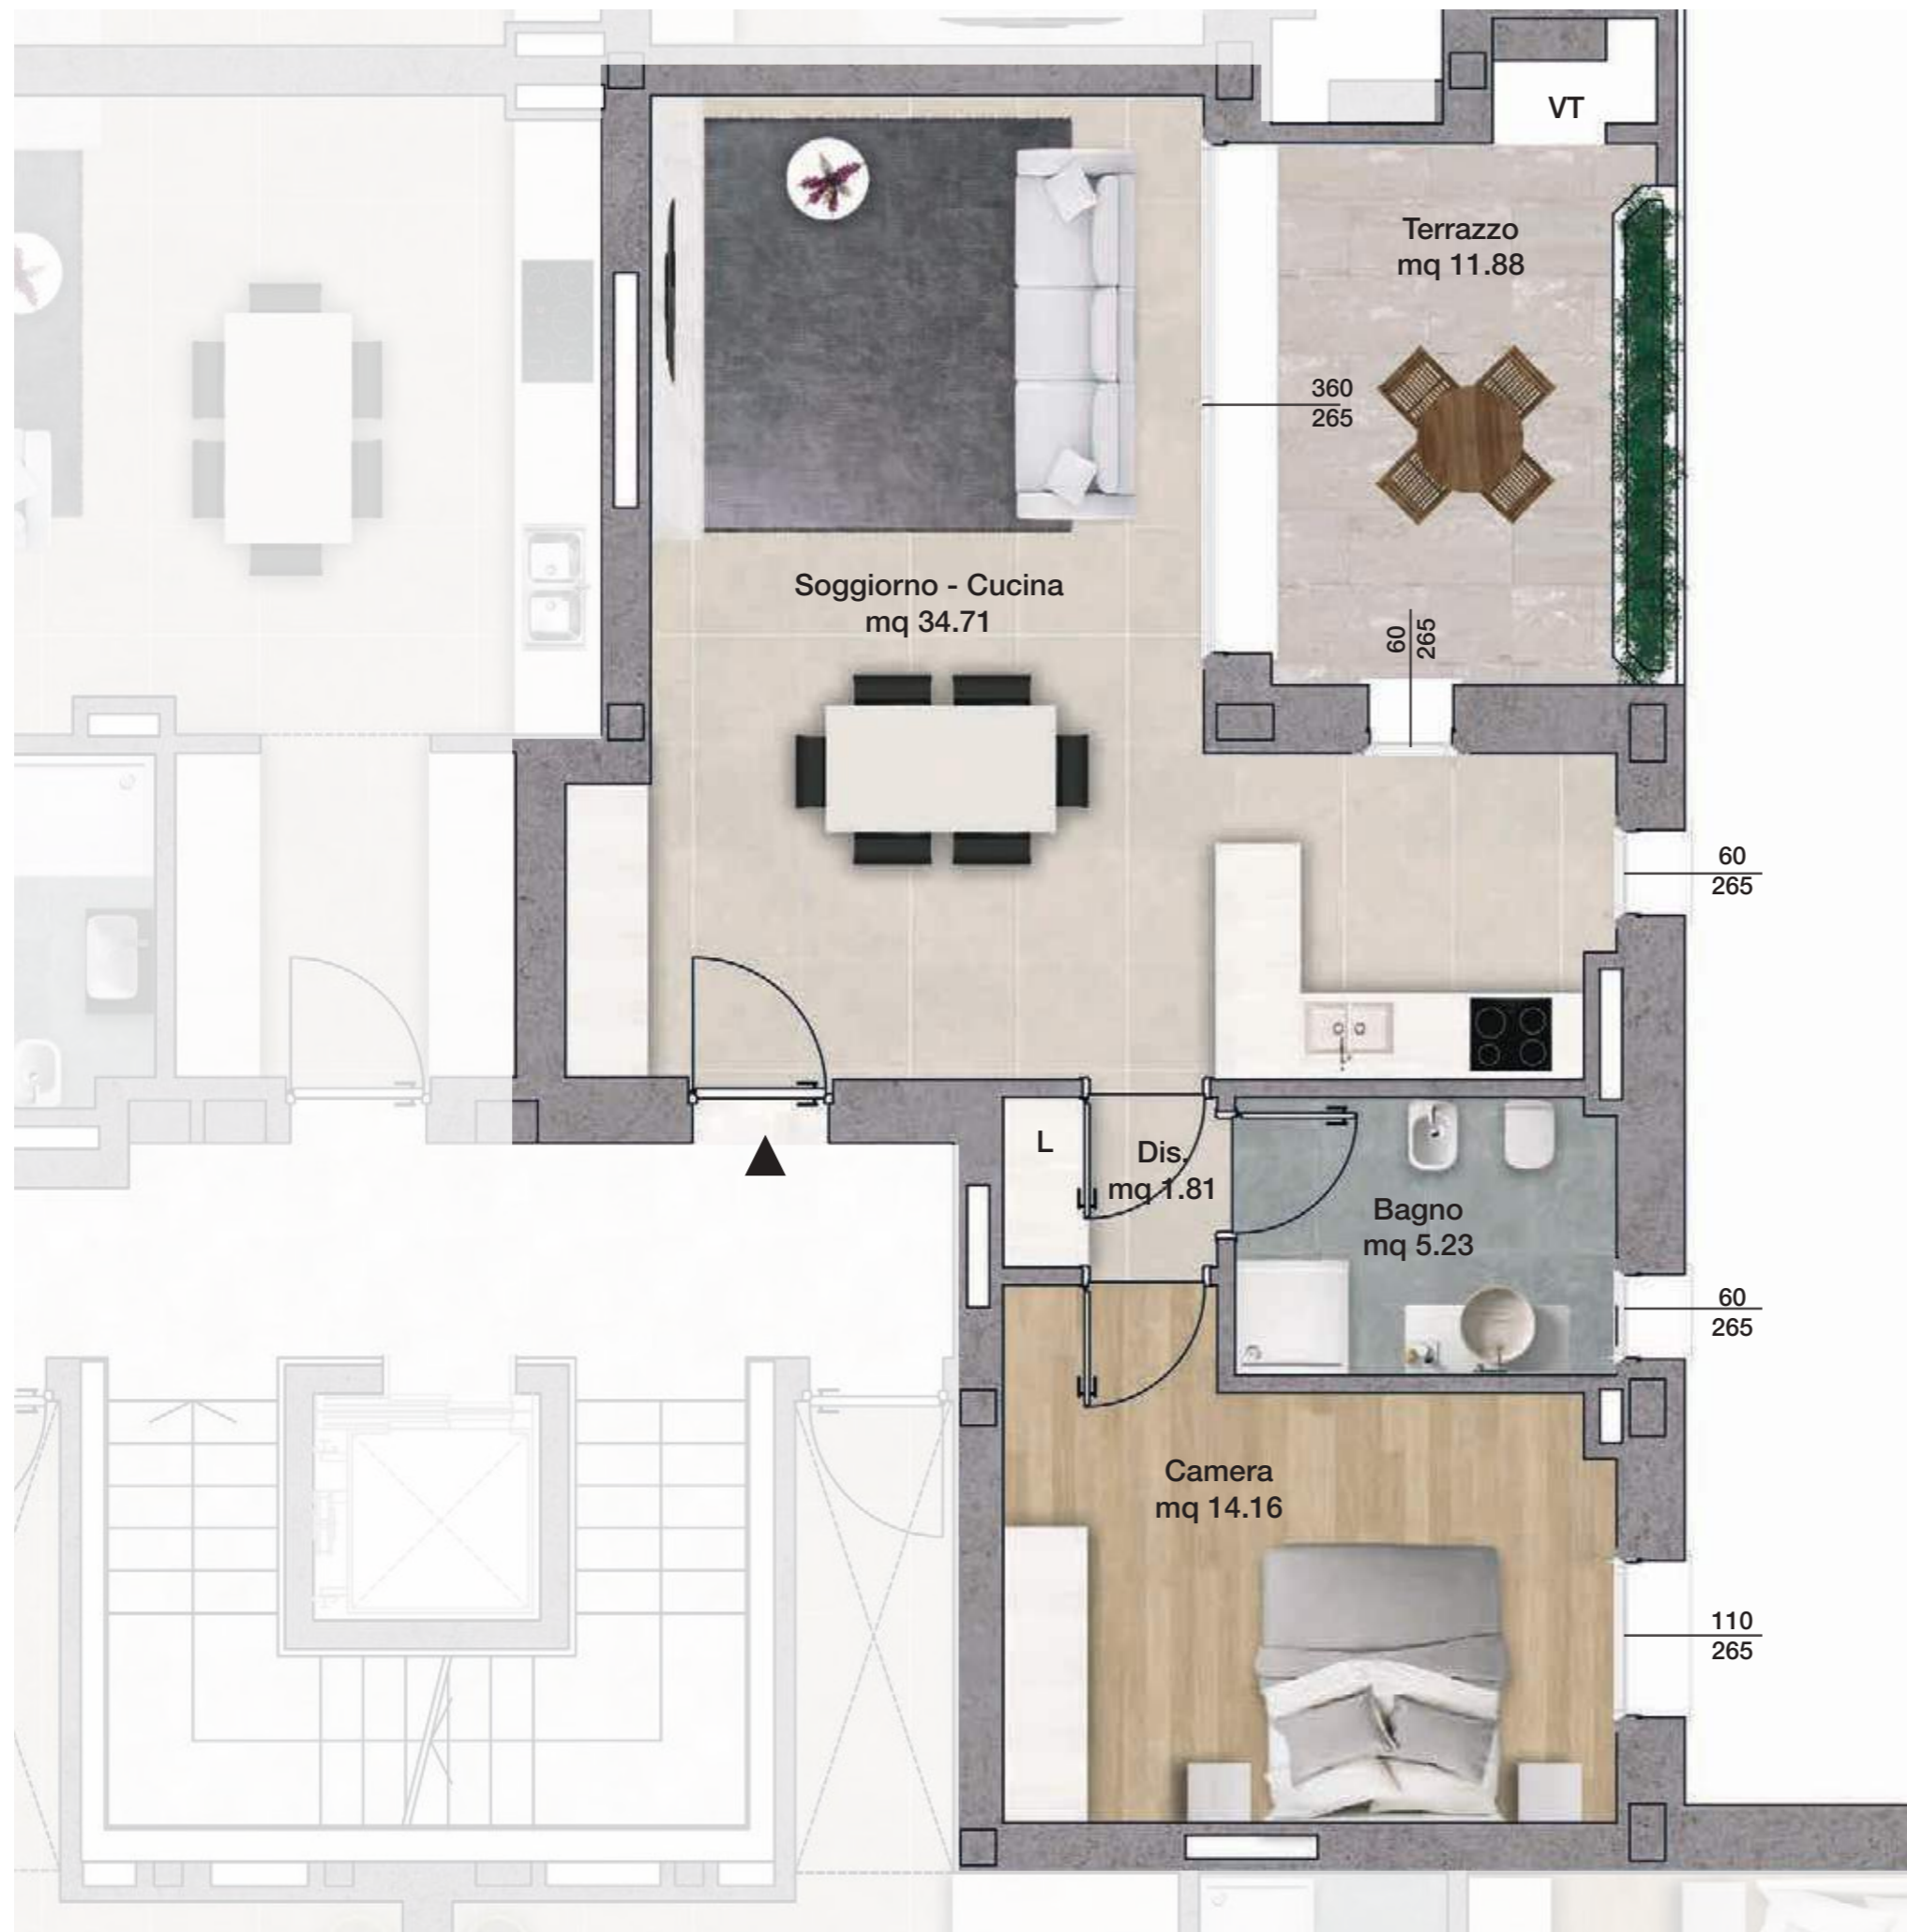 VT
Terrazzo
mq 11.88
360
265
Soggiorno - Cucina
mq 34.71
60
265
60
265
L
Dis.
mq 1.81
Bagno
mq 5.23
60
265
Camera
mq 14.16
110
265